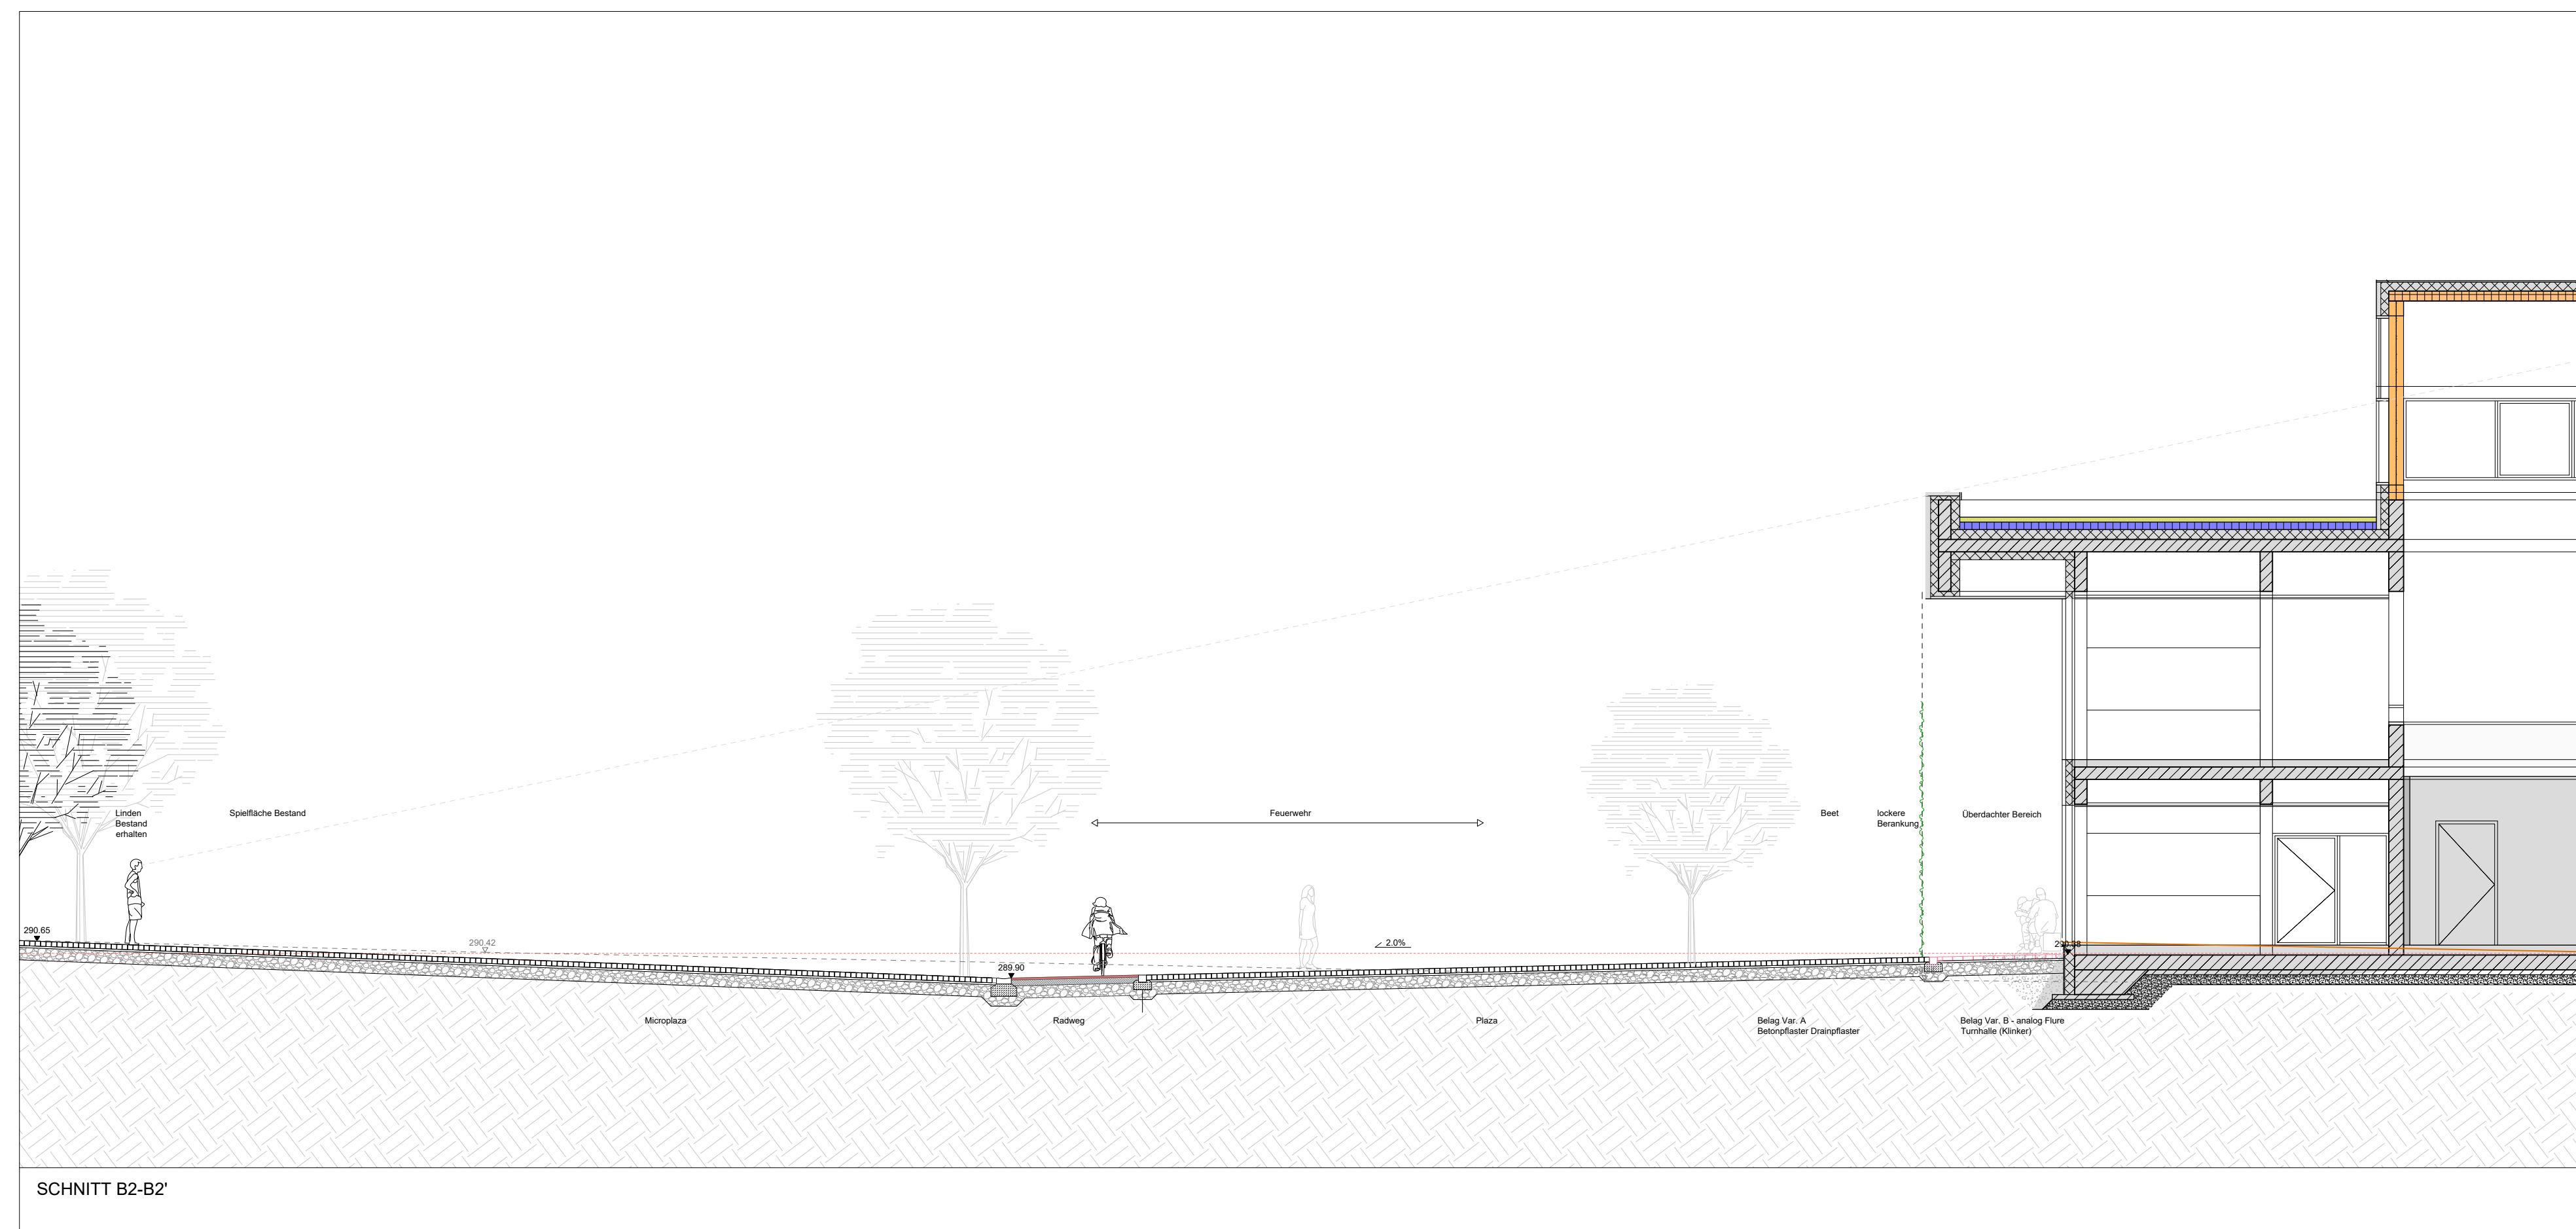 Linden
Bestand
erhalten
Spielfläche Bestand
Feuerwehr
Beet
lockere
Berankung
Überdachter Bereich
290.65
290.42
289.90
2.0%
Microplaza
Radweg
Plaza
Belag Var. A
Betonpflaster Drainpflaster
Belag Var. B - analog Flure
Turnhalle (Klinker)
SCHNITT B2-B2'